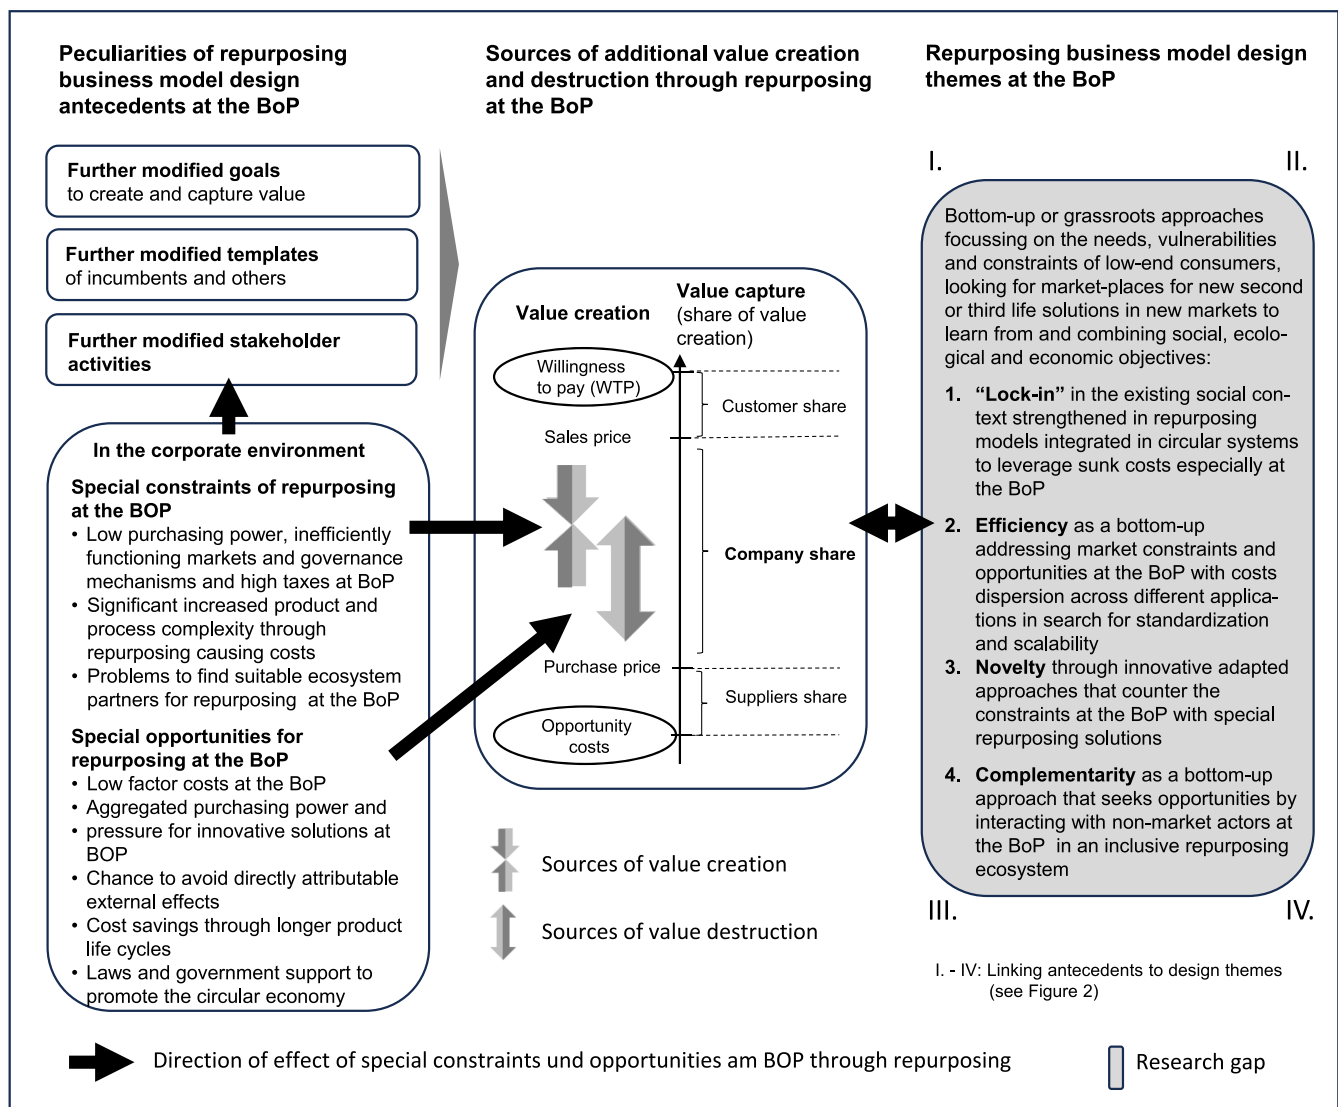 Peculiarities of repurposing
business model design
antecedents at the BoP
Further modified goals
to create and capture value
Further modified templates
of incumbents and others
Further modified stakeholder
activities
In the corporate environment
Special constraints of repurposing
at the BOP
• Low purchasing power, inefficiently
functioning markets and governance
mechanisms and high taxes at BoP
• Significant increased product and
process complexity through
repurposing causing costs
• Problems to find suitable ecosystem
partners for repurposing at the BoP
Special opportunities for
repurposing at the BoP
• Low factor costs at the BoP
• Aggregated purchasing power and
• pressure for innovative solutions at
BOP
• Chance to avoid directly attributable
external effects
• Cost savings through longer product
life cycles
• Laws and government support to
promote the circular economy
Sources of additional value creation
and destruction through repurposing
at the BoP
Value creation
Value capture
(share of value
creation)
Willingness
to pay (WTP)
Customer share
Sales price
Company share
Purchase price
Suppliers share
Opportunity
costs
Sources of value creation
Sources of value destruction
Repurposing business model design
themes at the BoP
I.
II.
Bottom-up or grassroots approaches
focussing on the needs, vulnerabilities
and constraints of low-end consumers,
looking for market-places for new second
or third life solutions in new markets to
learn from and combining social, ecolo-
gical and economic objectives:
1. “Lock-in” in the existing social con-
text strengthened in repurposing
models integrated in circular systems
to leverage sunk costs especially at
the BoP
2. Efficiency as a bottom-up
addressing market constraints and
opportunities at the BoP with costs
dispersion across different applica-
tions in search for standardization
and scalability
3. Novelty through innovative adapted
approaches that counter the
constraints at the BoP with special
repurposing solutions
4. Complementarity as a bottom-up
approach that seeks opportunities by
interacting with non-market actors at
the BoP in an inclusive repurposing
ecosystem
III.
IV.
I. - IV: Linking antecedents to design themes
(see Figure 2)
Direction of effect of special constraints und opportunities am BOP through repurposing
Research gap